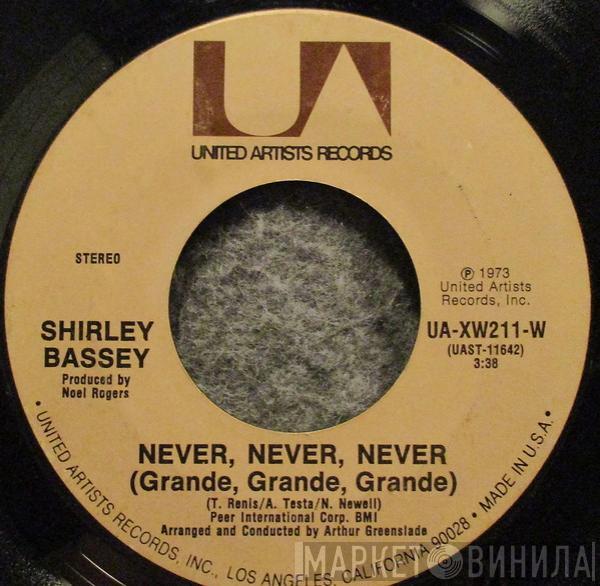 UA
UNITED ARTISTS RECORDS
STEREO
℗ 1973
United Artists
Records, Inc.
SHIRLEY
BASSEY
Produced by
Noel Rogers
UA-XW211-W
(UAST-11642)
3:38
NEVER, NEVER, NEVER
(Grande, Grande, Grande)
(T. Renis/A. Testa/N. Newell)
Peer International Corp. BMI
Arranged and Conducted by Arthur Greenslade
• UNITED ARTISTS RECORDS, INC., LOS ANGELES, CALIFORNIA 90028 • MADE IN U.S.A. •
МАРКЕТ ВИНИЛА